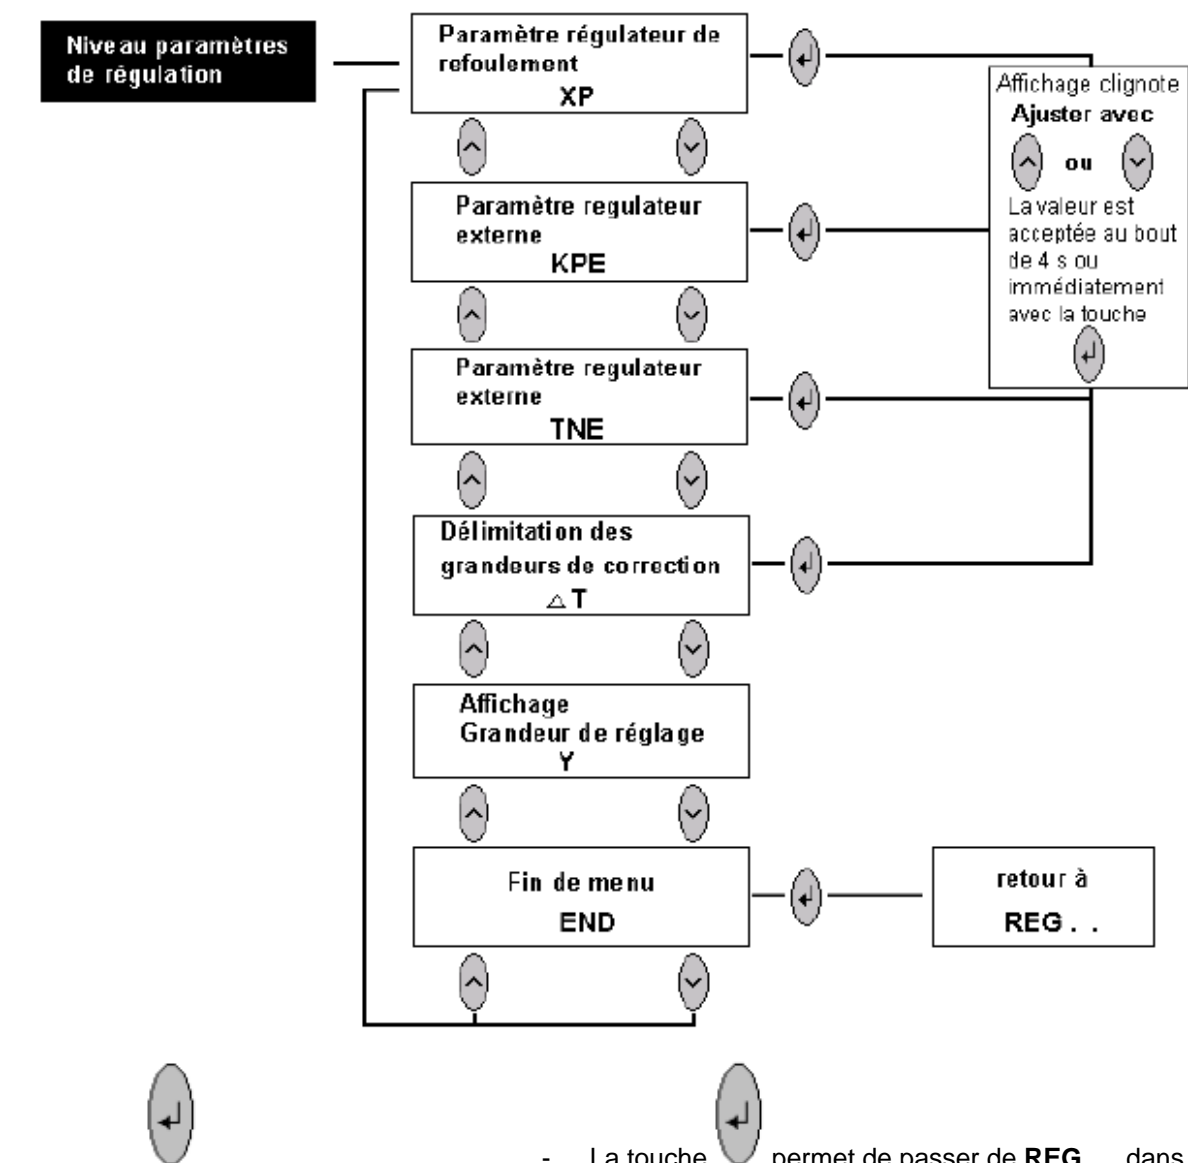 Niveau paramètres
de régulation
Paramètre régulateur de
refoulement
XP
Affichage clignote
Ajuster avec
ou
La valeur est
acceptée au bout
de 4 s ou
immédiatement
avec la touche
Paramètre regulateur
externe
KPE
Paramètre regulateur
externe
TNE
Délimitation des
grandeurs de correction
△ T
Affichage
Grandeur de réglage
Y
Fin de menu
END
retour à
REG . .
- La touche permet de passer de REG . . dans